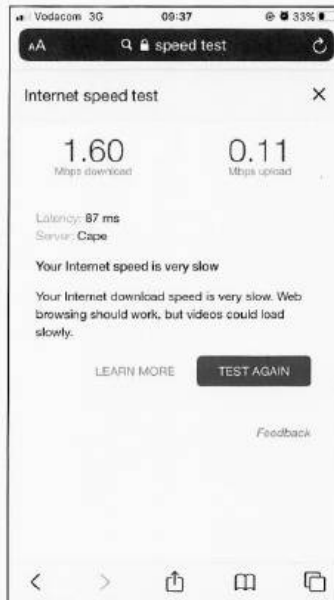 Vodacom 3G 09:37 33%
AA speed test
Internet speed test
1.60 0.11
Mbps download Mbps upload
Latency: 87 ms
Server: Cape
Your Internet speed is very slow
Your Internet download speed is very slow. Web
browsing should work, but videos could load
slowly.
LEARN MORE TEST AGAIN
Feedback